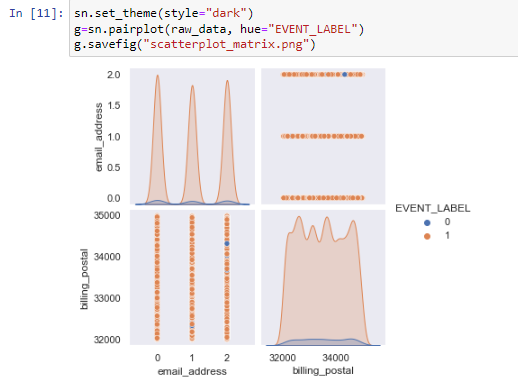 In [11]: sn.set_theme(style="dark")
g=sn.pairplot(raw_data, hue="EVENT_LABEL")
g.savefig("scatterplot_matrix.png")
2.0
1.5
1.0
0.5
0.0
email_address
EVENT_LABEL
0
1
35000
34000
33000
32000
billing_postal
0 1 2
email_address
32000 34000
billing_postal